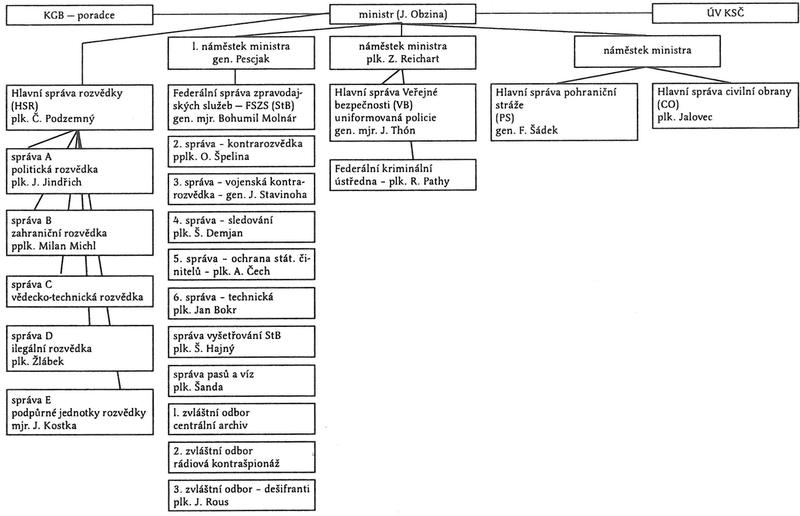 KGB — poradce
ministr (J. Obzina)
ÚV KSČ
l. náměstek ministra
gen. Pescjak
náměstek ministra
plk. Z. Reichart
náměstek ministra
Hlavní správa rozvědky
(HSR)
plk. Č. Podzemný
správa A
politická rozvědka
plk. J. Jindřich
správa B
zahraniční rozvědka
pplk. Milan Michl
správa C
vědecko-technická rozvědka
správa D
ilegální rozvědka
plk. Žlábek
správa E
podpůrné jednotky rozvědky
mjr. J. Kostka
Federální správa zpravodaj-
ských služeb — FSZS (StB)
gen. mjr. Bohumil Molnár
2. správa – kontrarozvědka
pplk. O. Špelina
3. správa – vojenská kontra-
rozvědka – gen. J. Stavinoha
4. správa – sledování
plk. Š. Demjan
5. správa – ochrana stát. či-
nitelů – plk. A. Čech
6. správa – technická
plk. Jan Bokr
správa vyšetřování StB
plk. Š. Hajný
správa pasů a víz
plk. Šanda
l. zvláštní odbor
centrální archiv
2. zvláštní odbor
rádiová kontrašpionáž
3. zvláštní odbor – dešifranti
plk. J. Rous
Hlavní správa Veřejné
bezpečnosti (VB)
uniformovaná policie
gen. mjr. J. Thón
Federální kriminální
ústředna – plk. R. Pathy
Hlavní správa pohraniční
stráže
(PS)
gen. F. Šádek
Hlavní správa civilní obrany
(CO)
plk. Jalovec